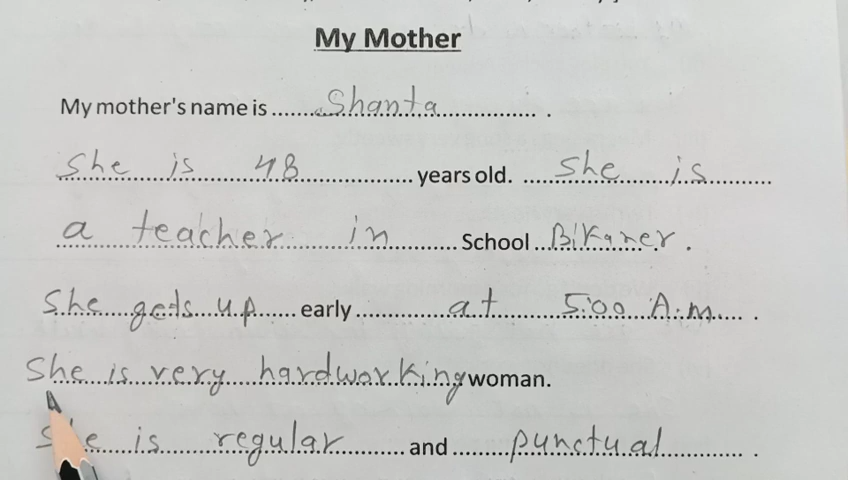 My Mother
My mother's name is ......Shanta............... .
She is 48 .............. years old. .... She is ........
a teacher in ......... School .. Bikaner .
She gets up ...... early ........... at ..... 5:00 A.m. ... .
She is very hardworking woman.
She is regular ........ and ....... punctual ............ .